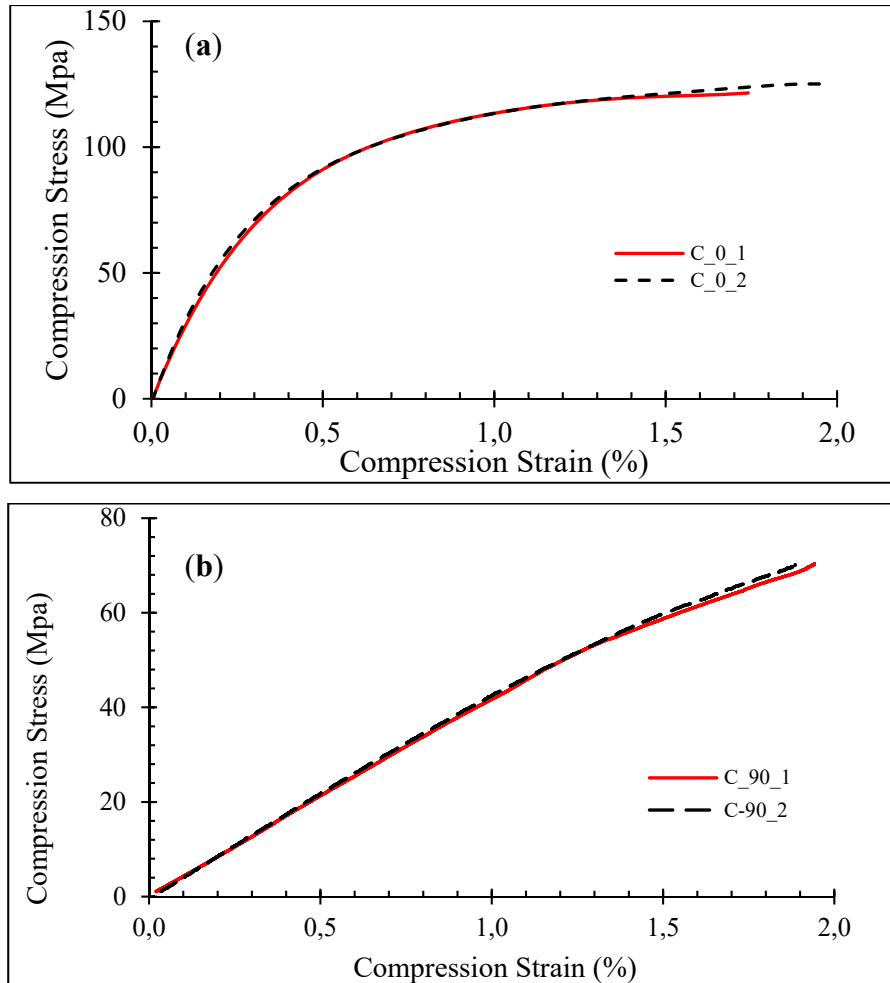 (a)
Compression Stress (Mpa)
150
100
50
0
C_0_1
C_0_2
0,0
0,5
1,0
1,5
2,0
Compression Strain (%)
(b)
Compression Stress (Mpa)
80
60
40
20
0
C_90_1
C-90_2
0,0
0,5
1,0
1,5
2,0
Compression Strain (%)